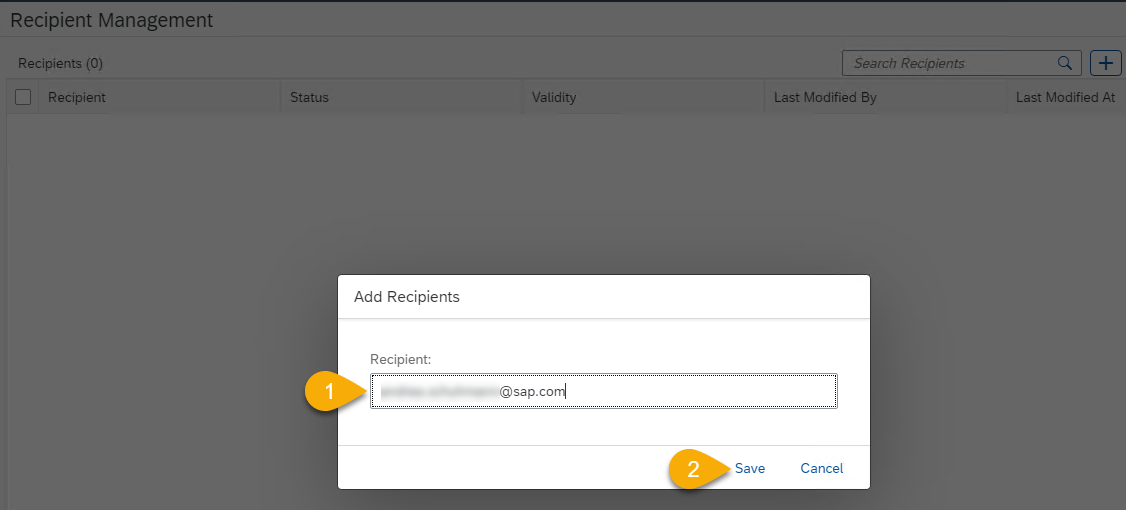 Recipient Management
Recipients (0)
Search Recipients
Recipient Status Validity Last Modified By Last Modified At
Add Recipients
Recipient:
1 @sap.com
2 Save Cancel